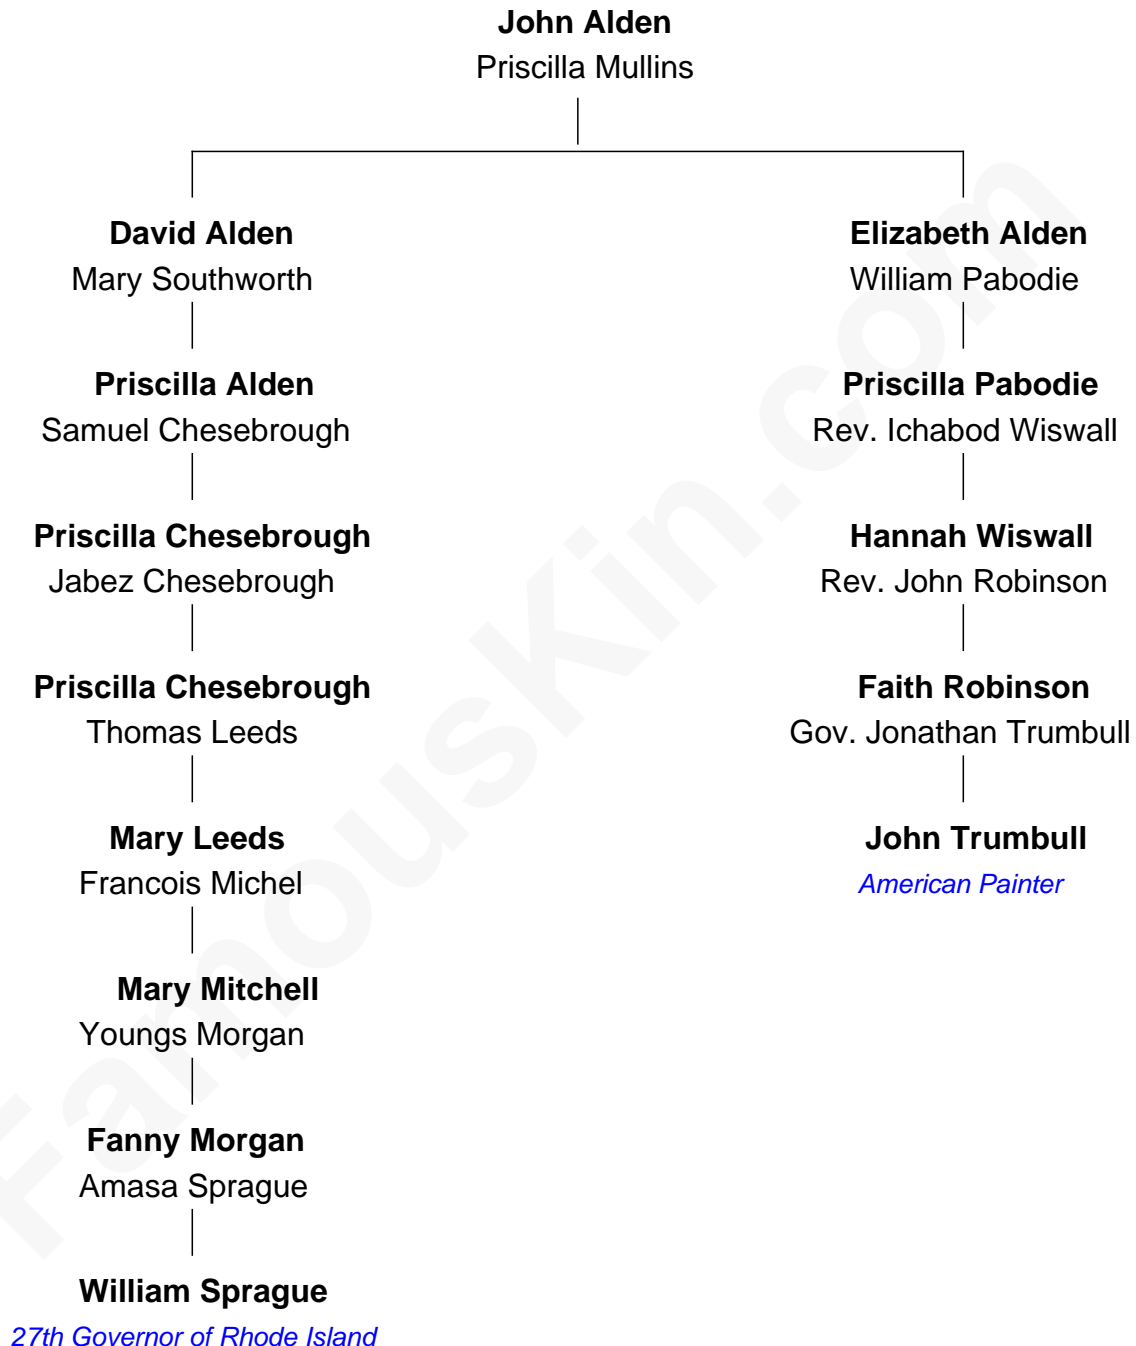 John Alden
Priscilla Mullins
David Alden
Mary Southworth
Elizabeth Alden
William Pabodie
Priscilla Alden
Samuel Chesebrough
Priscilla Pabodie
Rev. Ichabod Wiswall
Priscilla Chesebrough
Jabez Chesebrough
Hannah Wiswall
Rev. John Robinson
Priscilla Chesebrough
Thomas Leeds
Faith Robinson
Gov. Jonathan Trumbull
Mary Leeds
Francois Michel
John Trumbull
American Painter
Mary Mitchell
Youngs Morgan
Fanny Morgan
Amasa Sprague
William Sprague
27th Governor of Rhode Island
FamousKin.com